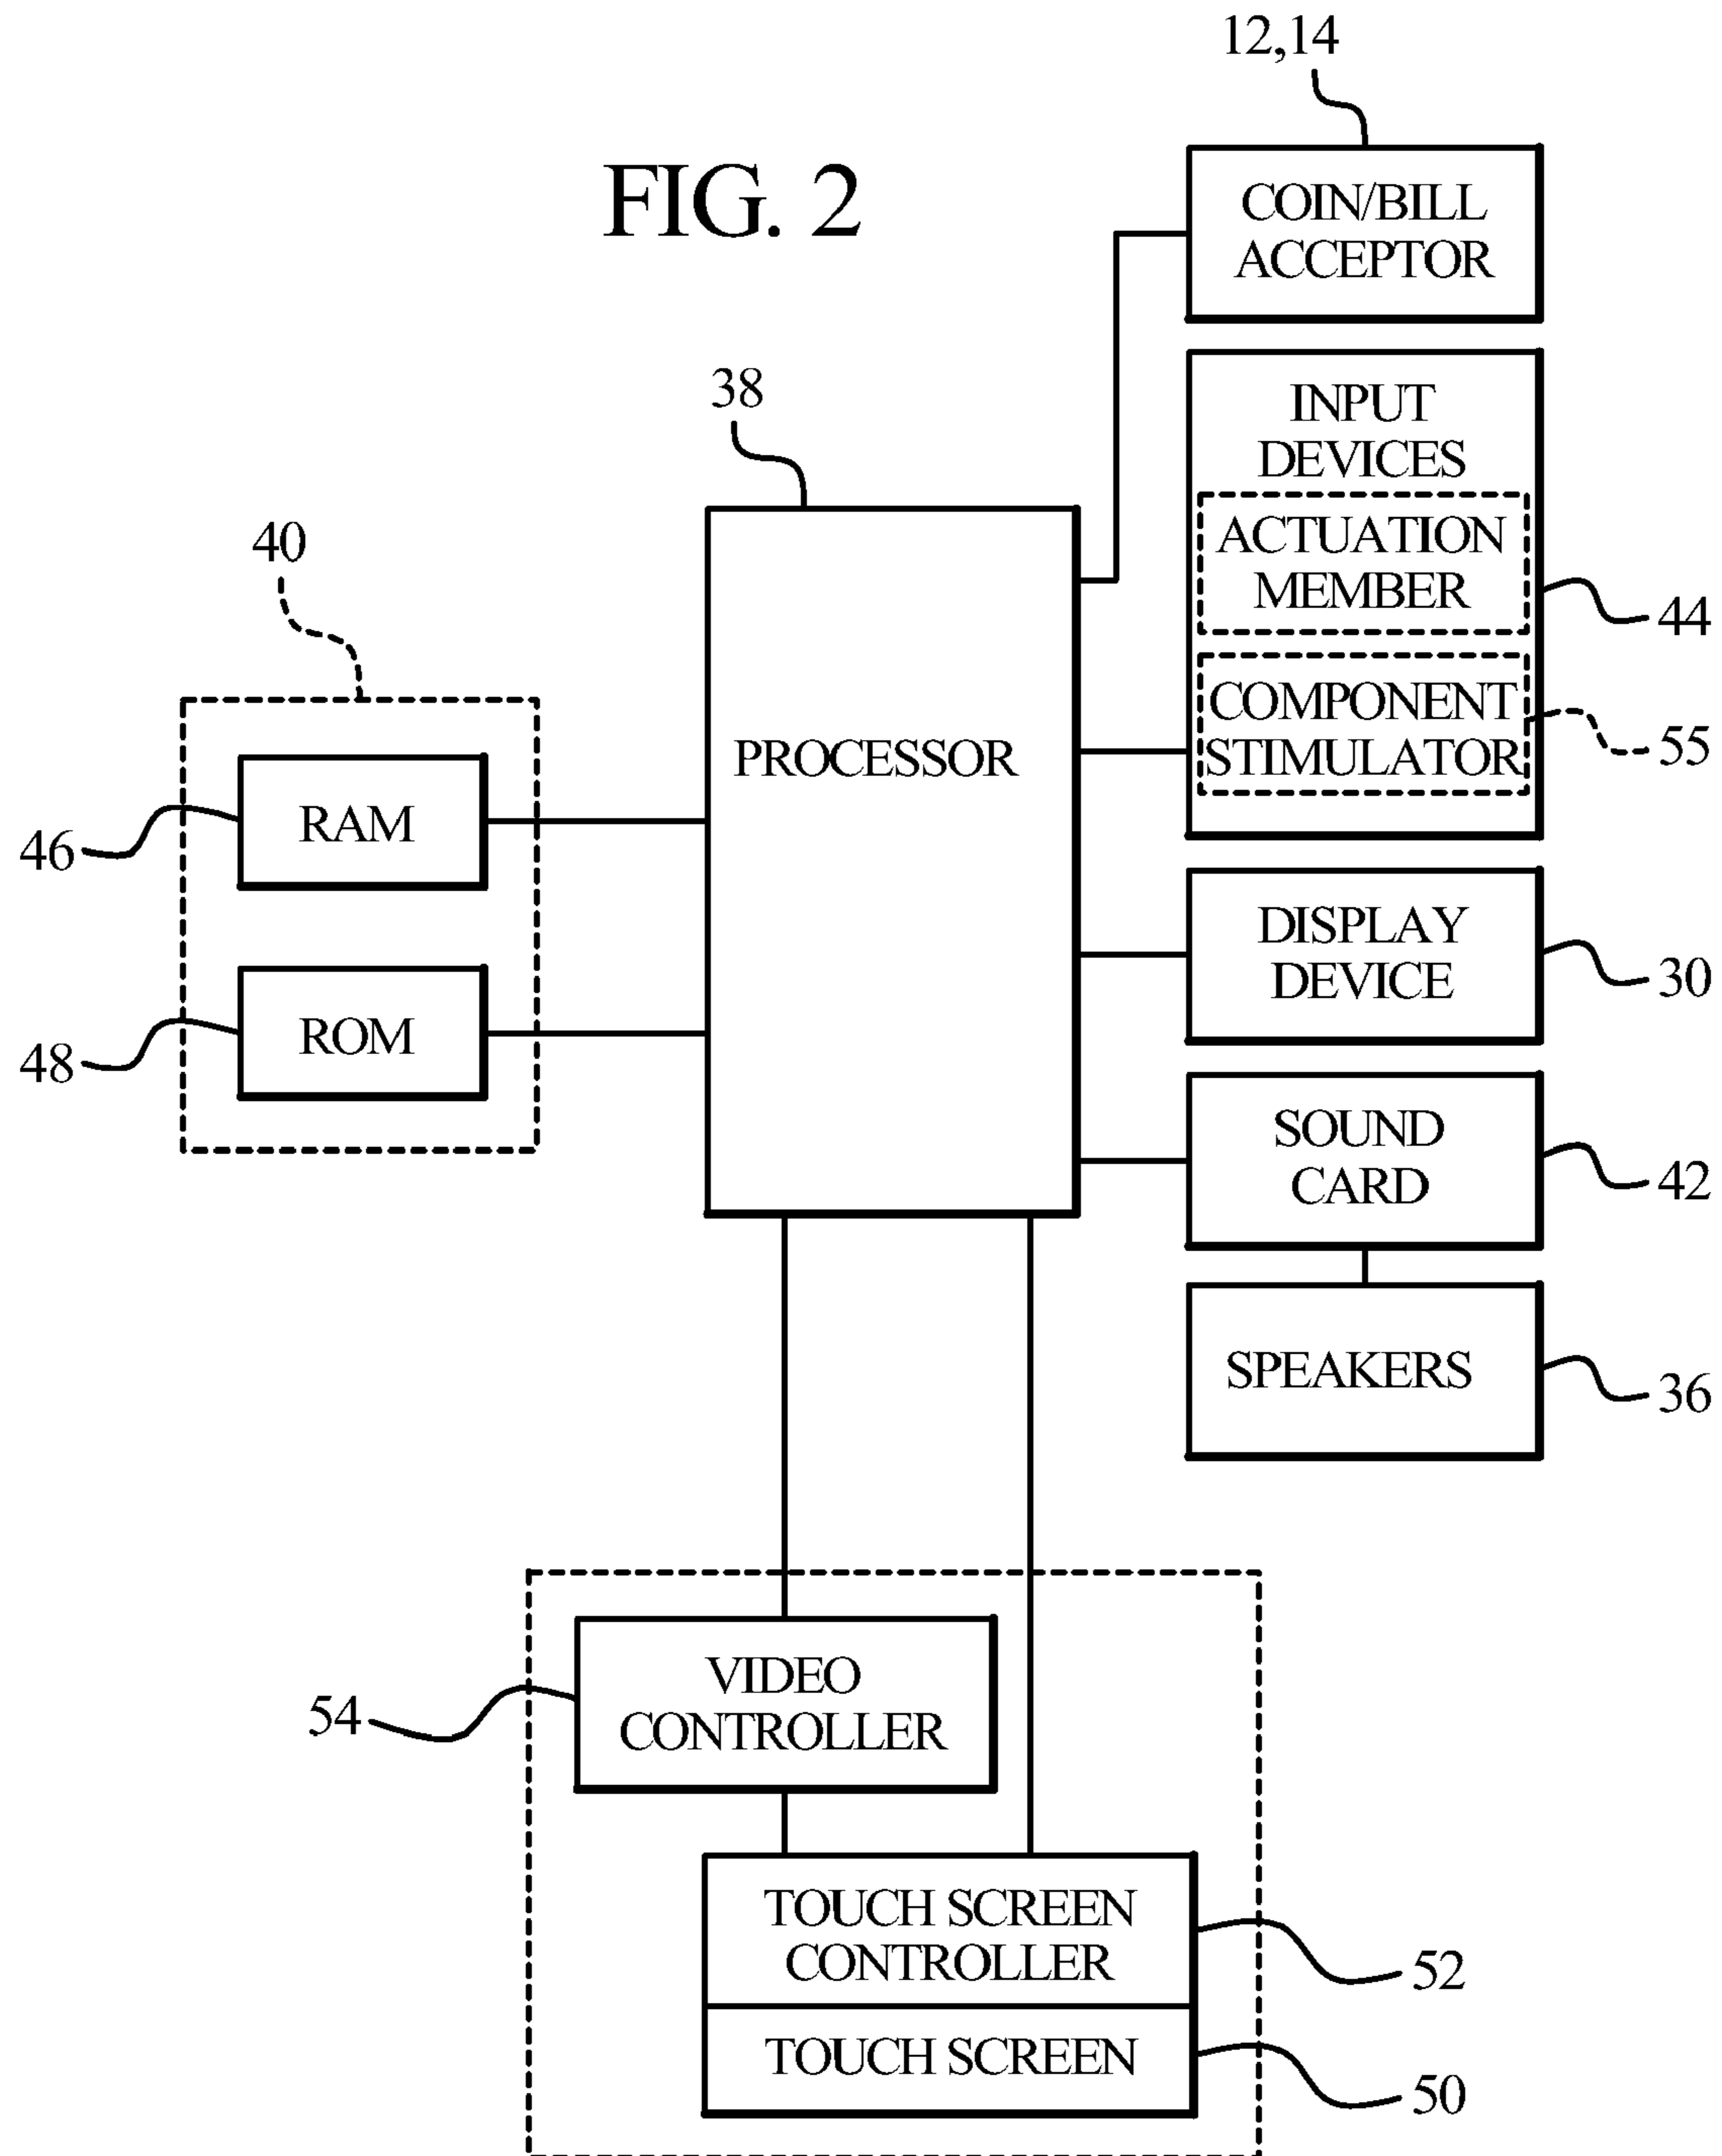 12,14
FIG. 2
COIN/BILL
ACCEPTOR
38
INPUT
DEVICES
ACTUATION
MEMBER
44
40
COMPONENT
STIMULATOR
55
PROCESSOR
RAM
46
DISPLAY
DEVICE
30
ROM
48
SOUND
CARD
42
SPEAKERS
36
VIDEO
CONTROLLER
54
TOUCH SCREEN
CONTROLLER
52
TOUCH SCREEN
50